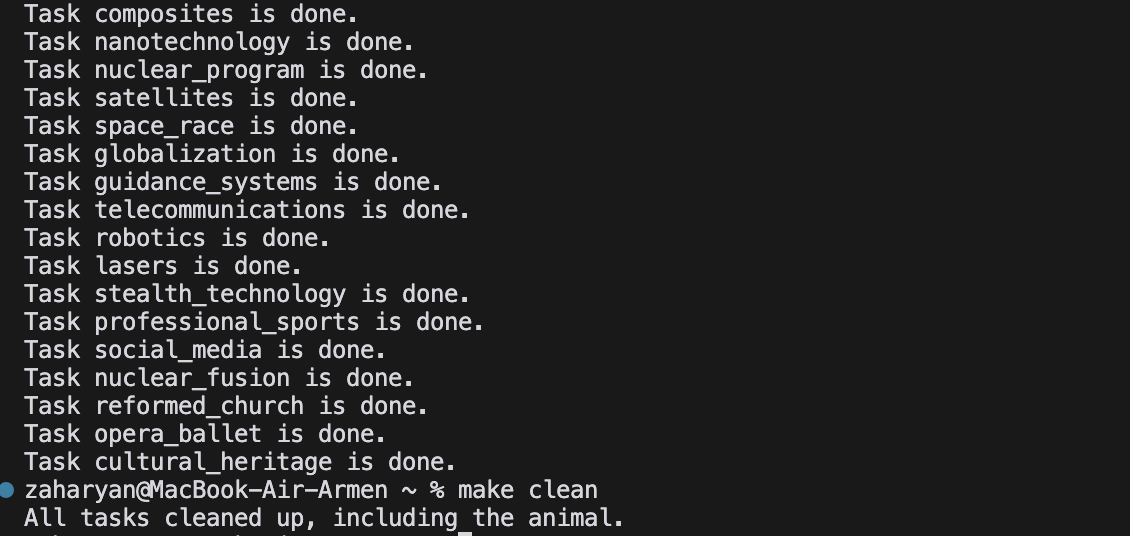 Task composites is done.
Task nanotechnology is done.
Task nuclear_program is done.
Task satellites is done.
Task space_race is done.
Task globalization is done.
Task guidance_systems is done.
Task telecommunications is done.
Task robotics is done.
Task lasers is done.
Task stealth_technology is done.
Task professional_sports is done.
Task social_media is done.
Task nuclear_fusion is done.
Task reformed_church is done.
Task opera_ballet is done.
Task cultural_heritage is done.
zaharyan@MacBook-Air-Armen ~ % make clean
All tasks cleaned up, including the animal.